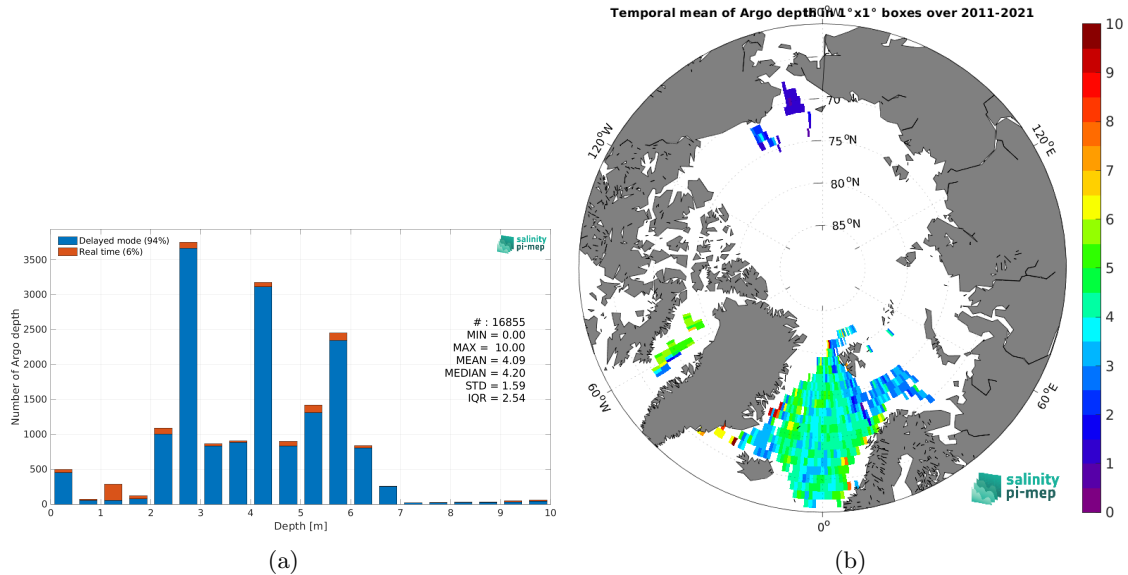 Delayed mode (94%)
Real time (6%)
salinity
pi-mep
# : 16855
MIN = 0.00
MAX = 10.00
MEAN = 4.09
MEDIAN = 4.20
STD = 1.59
IQR = 2.54
Number of Argo depth
3500
3000
2500
2000
1500
1000
500
0
0 1 2 3 4 5 6 7 8 9 10
Depth [m]
(a)
Temporal mean of Argo depth in 1°x1° boxes over 2011-2021
180°W
120°W
120°E
60°W
60°E
0°
70°N
75°N
80°N
85°N
10
9
8
7
6
5
4
3
2
1
0
salinity
pi-mep
(b)